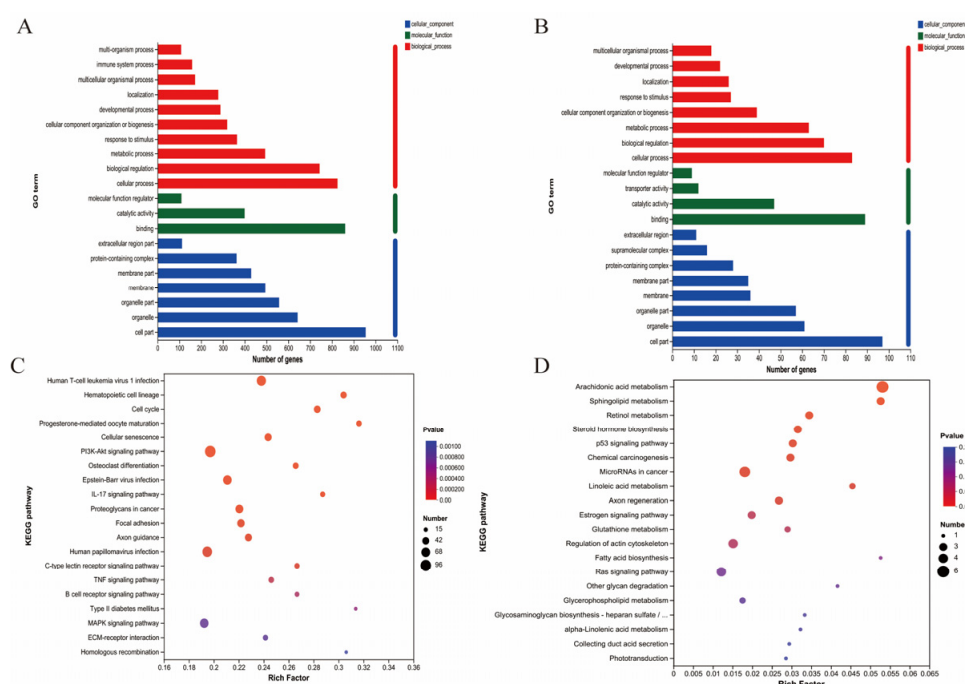 A
cellular_component
molecular_function
biological_process
multi-organism process
immune system process
multicellular organismal process
localization
developmental process
cellular component organization or biogenesis
response to stimulus
metabolic process
biological regulation
cellular process
molecular function regulator
catalytic activity
binding
extracellular region part
protein-containing complex
membrane part
membrane
organelle part
organelle
cell part
GO term
0 100 200 300 400 500 600 700 800 900 1000 1100
Number of genes
B
cellular_component
molecular_function
biological_process
multicellular organismal process
developmental process
localization
response to stimulus
cellular component organization or biogenesis
metabolic process
biological regulation
cellular process
molecular function regulator
transporter activity
catalytic activity
binding
extracellular region
supramolecular complex
protein-containing complex
membrane part
membrane
organelle part
organelle
cell part
GO term
0 10 20 30 40 50 60 70 80 90 100 110
Number of genes
C
Human T-cell leukemia virus 1 infection
Hematopoietic cell lineage
Cell cycle
Progesterone-mediated oocyte maturation
Cellular senescence
PI3K-Akt signaling pathway
Osteoclast differentiation
Epstein-Barr virus infection
IL-17 signaling pathway
Proteoglycans in cancer
Focal adhesion
Axon guidance
Human papillomavirus infection
C-type lectin receptor signaling pathway
TNF signaling pathway
B cell receptor signaling pathway
Type II diabetes mellitus
MAPK signaling pathway
ECM-receptor interaction
Homologous recombination
KEGG pathway
0.16 0.18 0.2 0.22 0.24 0.26 0.28 0.3 0.32 0.34 0.36
Rich Factor
Pvalue
0.00100
0.000800
0.000600
0.000400
0.000200
0.00
Number
15
42
68
96
D
Arachidonic acid metabolism
Sphingolipid metabolism
Retinol metabolism
Steroid hormone biosynthesis
p53 signaling pathway
Chemical carcinogenesis
MicroRNAs in cancer
Linoleic acid metabolism
Axon regeneration
Estrogen signaling pathway
Glutathione metabolism
Regulation of actin cytoskeleton
Fatty acid biosynthesis
Ras signaling pathway
Other glycan degradation
Glycerophospholipid metabolism
Glycosaminoglycan biosynthesis - heparan sulfate / ...
alpha-Linolenic acid metabolism
Collecting duct acid secretion
Phototransduction
KEGG pathway
0 0.005 0.01 0.015 0.02 0.025 0.03 0.035 0.04 0.045 0.05 0.055 0.06 0.065
Rich Factor
Pvalue
Number
1
3
4
6